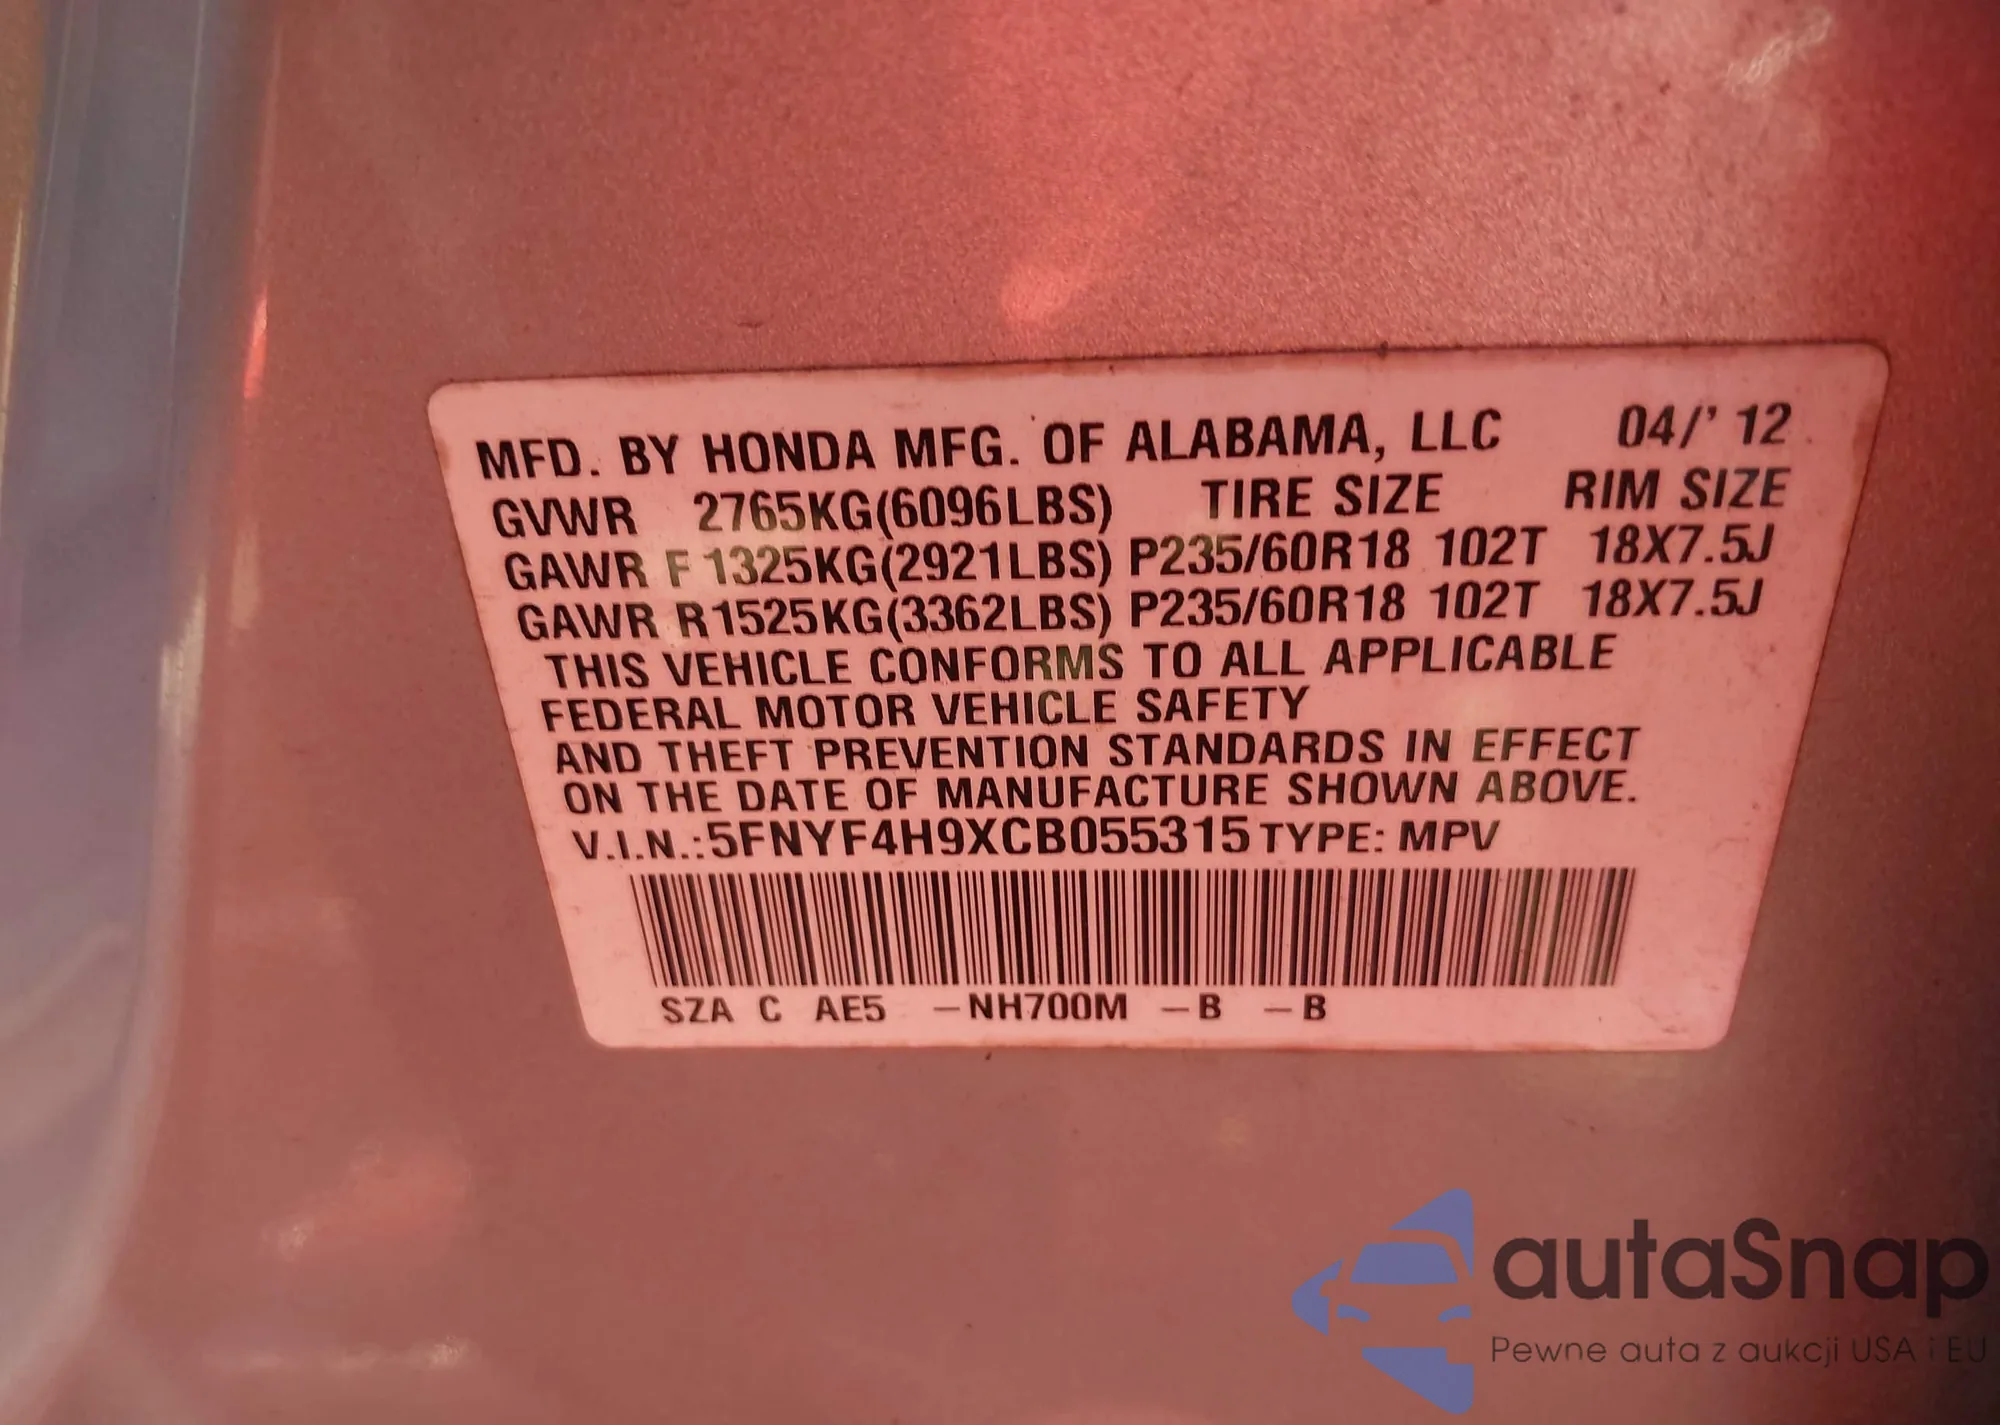 MFD. BY HONDA MFG. OF ALABAMA, LLC 04/' 12
GVWR 2765KG(6096LBS) TIRE SIZE RIM SIZE
GAWR F 1325KG(2921LBS) P235/60R18 102T 18X7.5J
GAWR R 1525KG(3362LBS) P235/60R18 102T 18X7.5J
THIS VEHICLE CONFORMS TO ALL APPLICABLE
FEDERAL MOTOR VEHICLE SAFETY
AND THEFT PREVENTION STANDARDS IN EFFECT
ON THE DATE OF MANUFACTURE SHOWN ABOVE.
V.I.N.:5FNYF4H9XCB055315 TYPE: MPV
SZA C AE5 –NH700M –B –B
autaSnap
Pewne auta z aukcji USA i EU